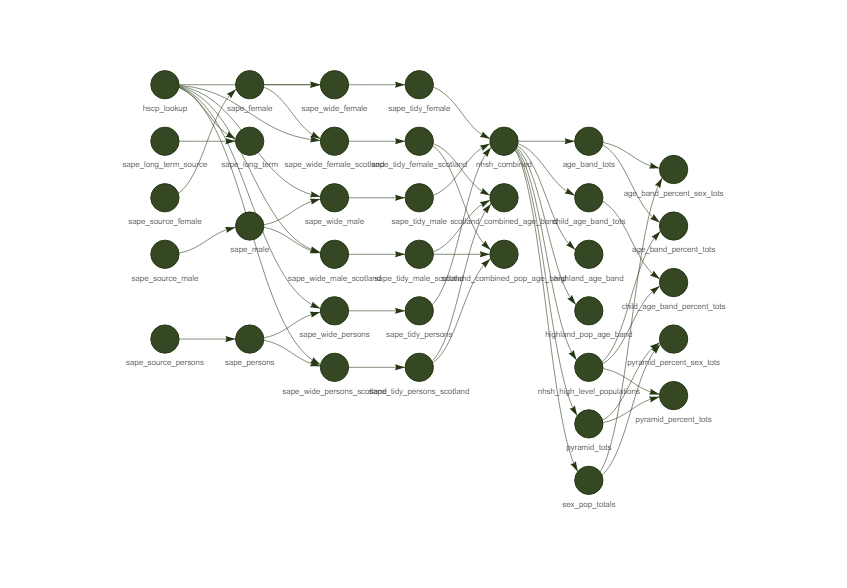 hscp_lookup
sape_female
sape_wide_female
sape_tidy_female
sape_long_term_source
sape_long_term
sape_wide_female_scotland
sape_tidy_female_scotland
nhsh_combined
age_band_tots
age_band_percent_sex_tots
sape_source_female
sape_male
sape_wide_male
sape_tidy_male
scotland_combined_age_band
child_age_band_tots
age_band_percent_tots
sape_source_male
sape_wide_male_scotland
sape_tidy_male_scotland
scotland_combined_pop_age_band
highland_age_band
child_age_band_percent_tots
sape_wide_persons
sape_tidy_persons
highland_pop_age_band
sape_source_persons
sape_persons
pyramid_percent_sex_tots
sape_wide_persons_scotland
sape_tidy_persons_scotland
nhsh_high_level_populations
pyramid_percent_tots
pyramid_tots
sex_pop_totals